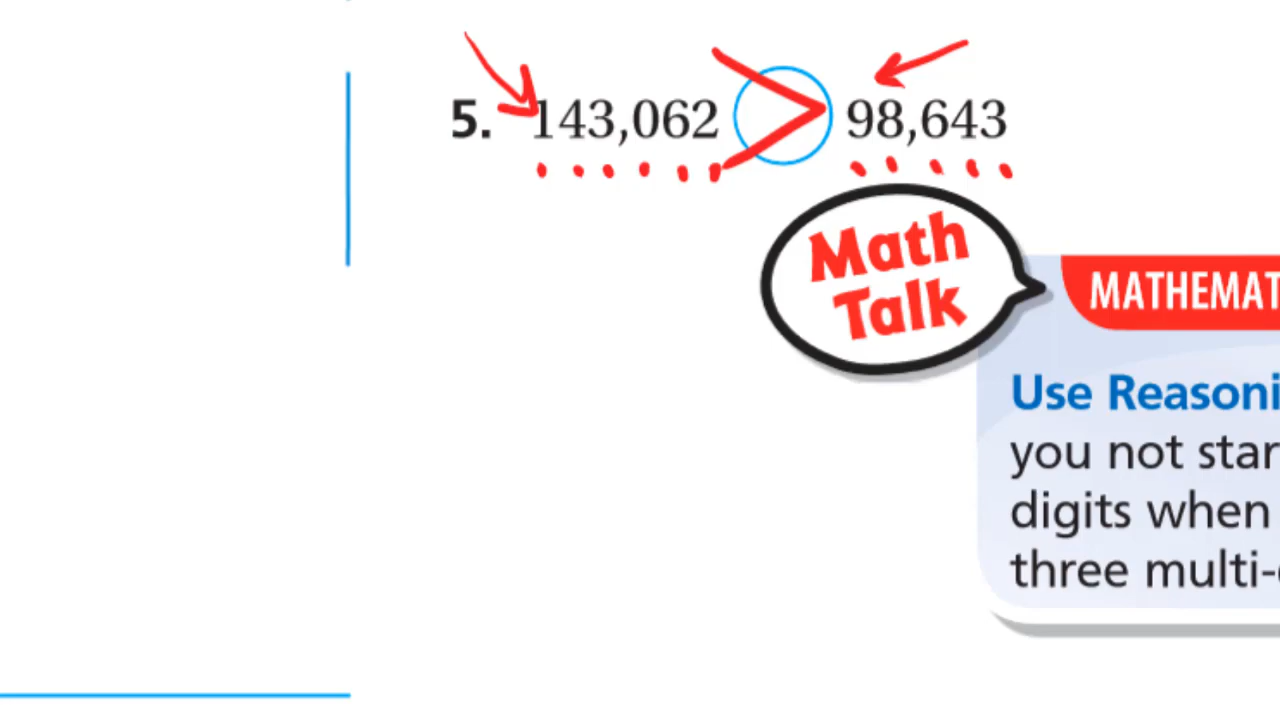 5. 143,062 > 98,643
Math
Talk
MATHEMAT
Use Reasoni
you not star
digits when
three multi-